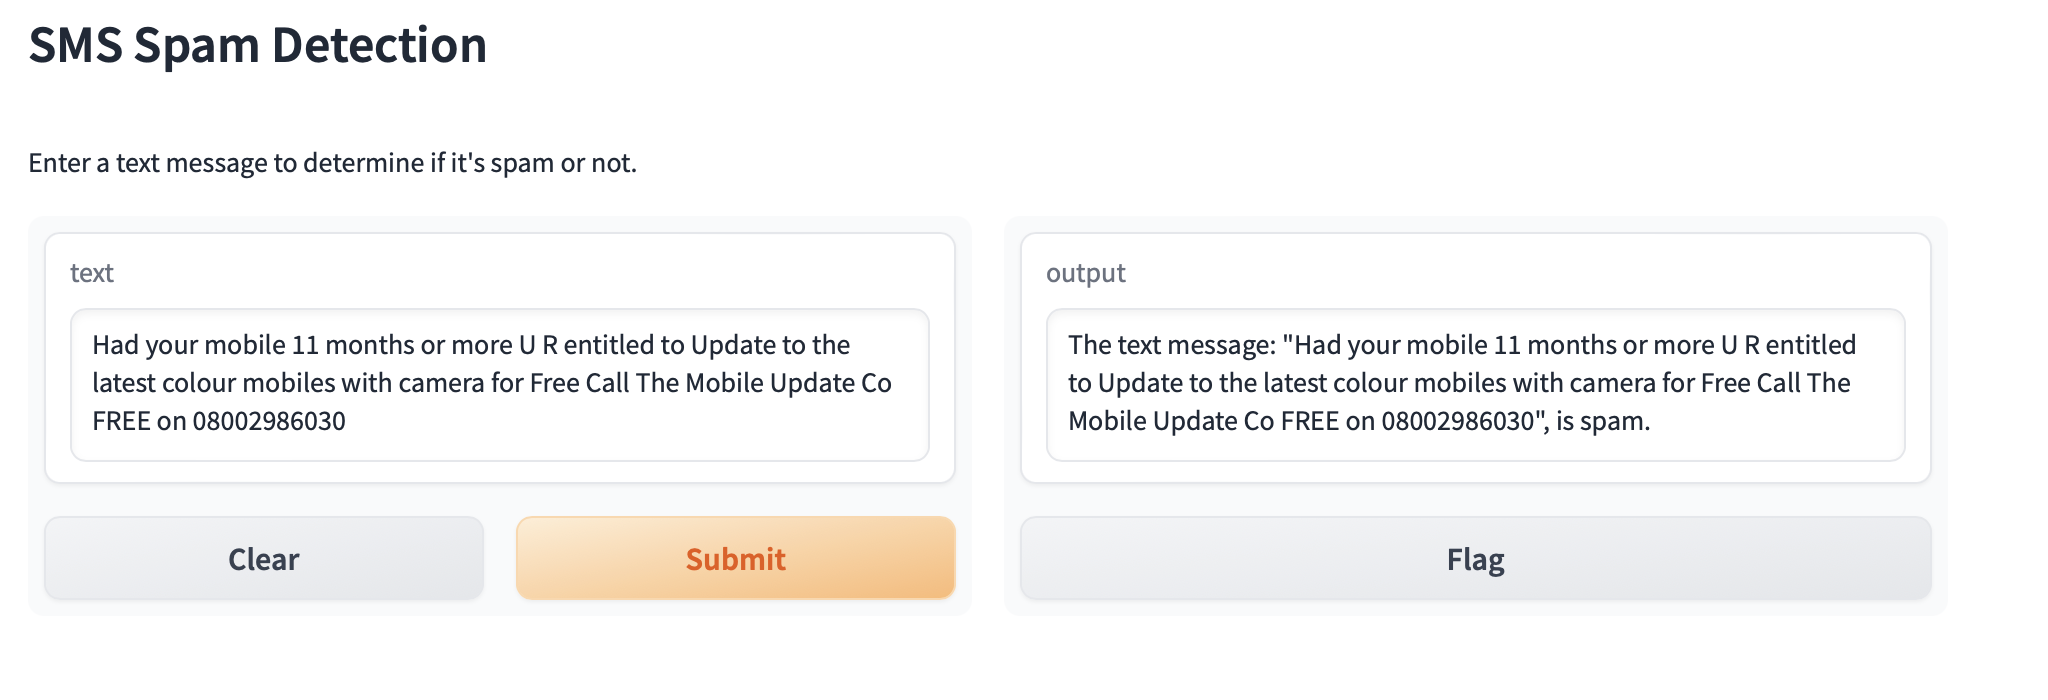 SMS Spam Detection
Enter a text message to determine if it's spam or not.
text
Had your mobile 11 months or more U R entitled to Update to the
latest colour mobiles with camera for Free Call The Mobile Update Co
FREE on 08002986030
Clear
Submit
output
The text message: "Had your mobile 11 months or more U R entitled
to Update to the latest colour mobiles with camera for Free Call The
Mobile Update Co FREE on 08002986030", is spam.
Flag